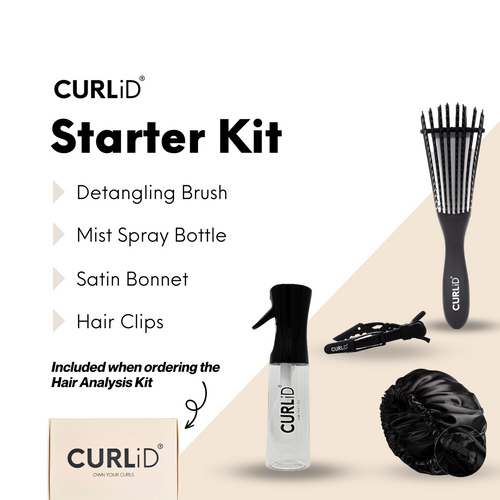 CURLiD®
Starter Kit
Detangling Brush
Mist Spray Bottle
Satin Bonnet
Hair Clips
Included when ordering the
Hair Analysis Kit
CURLiD®
OWN YOUR CURLS
CURLiD
CURLiD
CURLiD